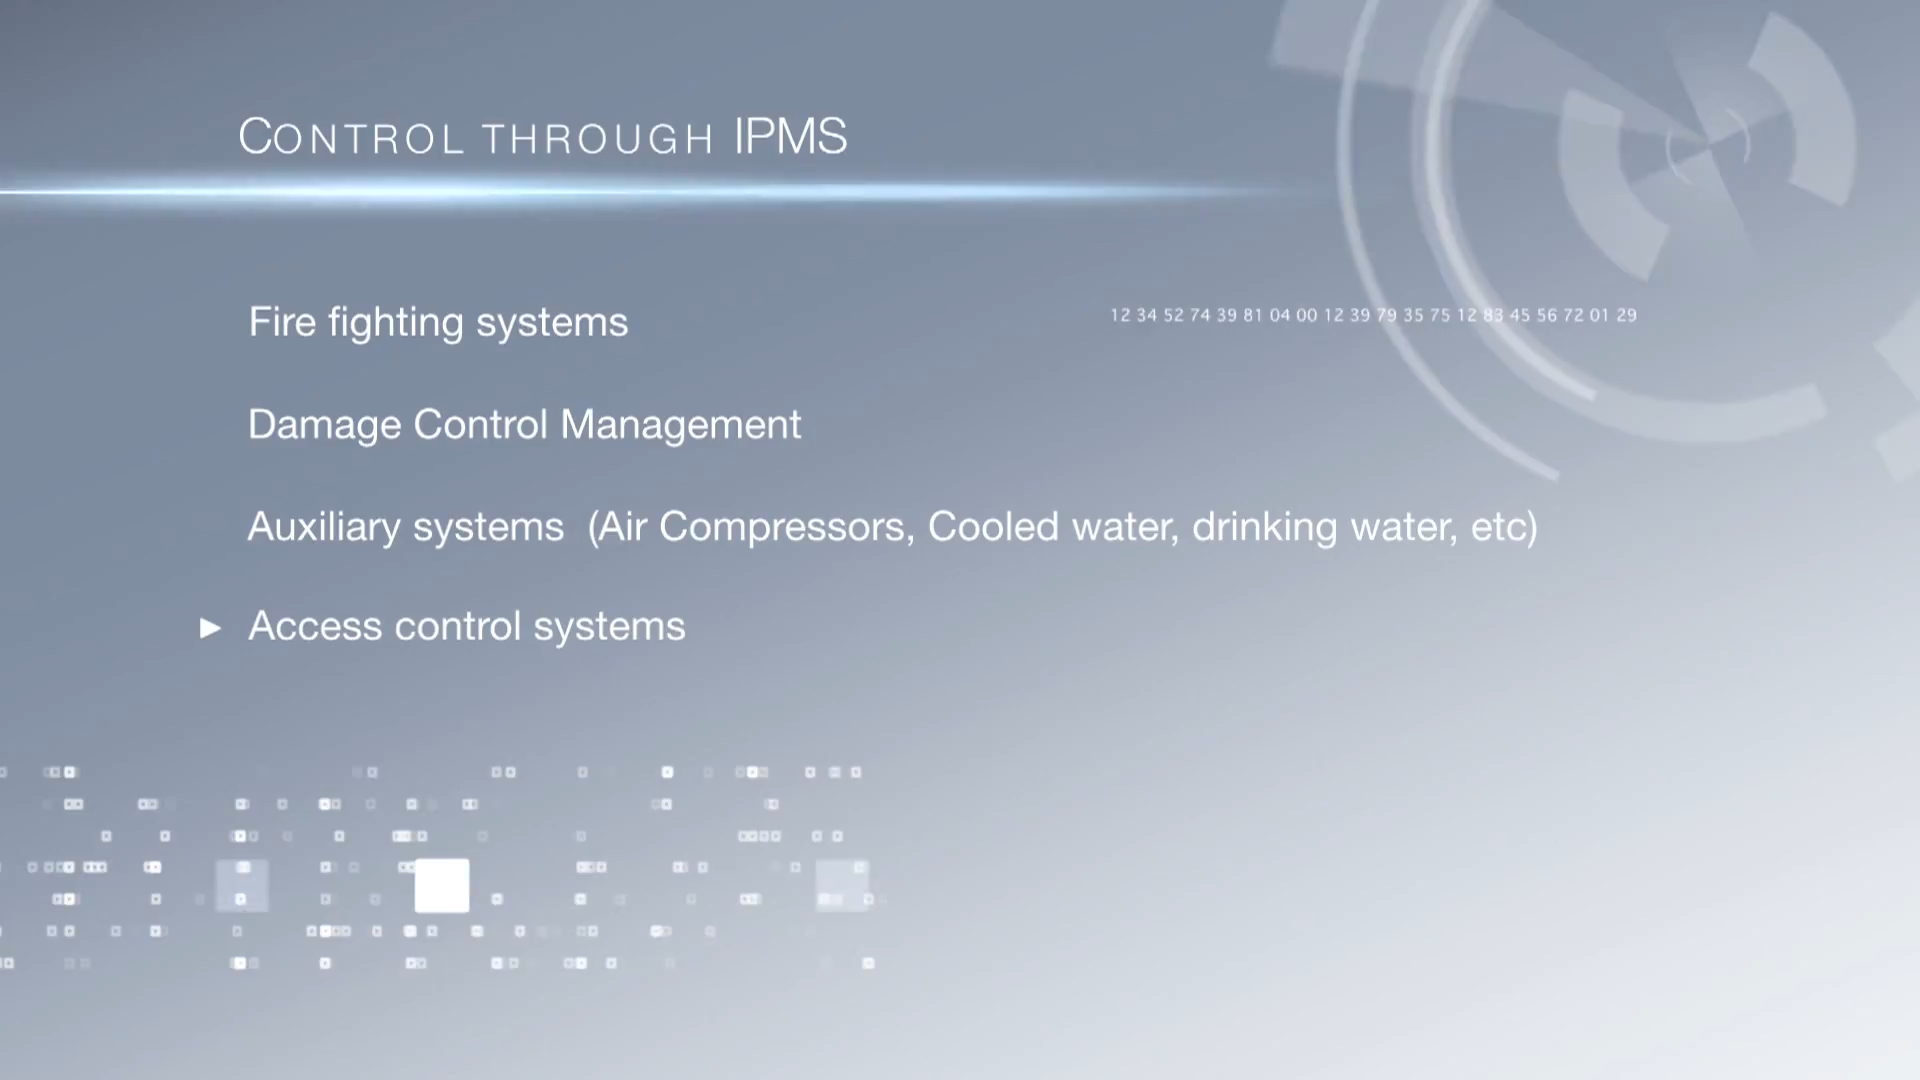 CONTROL THROUGH IPMS
Fire fighting systems
12 34 52 74 39 81 04 00 12 39 79 35 75 12 83 45 56 72 01 29
Damage Control Management
Auxiliary systems  (Air Compressors, Cooled water, drinking water, etc)
► Access control systems